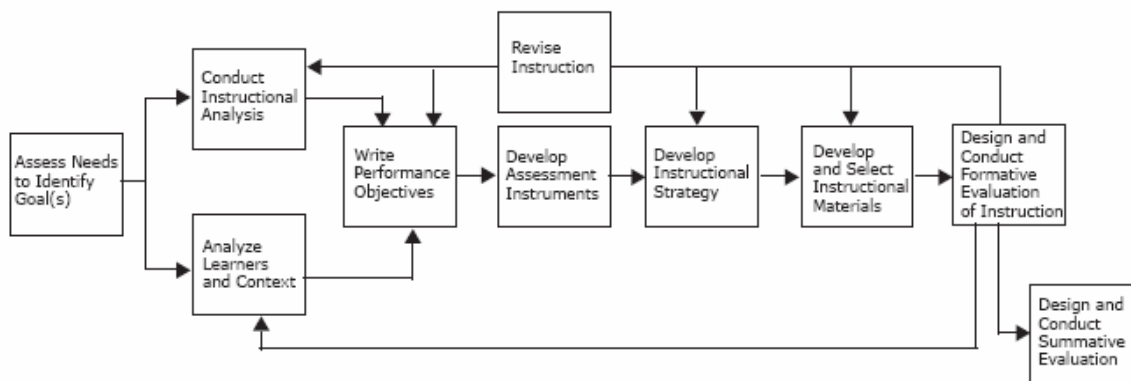 Revise
Instruction
Conduct
Instructional
Analysis
Assess Needs
to Identify
Goal(s)
Write
Performance
Objectives
Develop
Assessment
Instruments
Develop
Instructional
Strategy
Develop
and Select
Instructional
Materials
Design and
Conduct
Formative
Evaluation
of Instruction
Analyze
Learners
and Context
Design and
Conduct
Summative
Evaluation